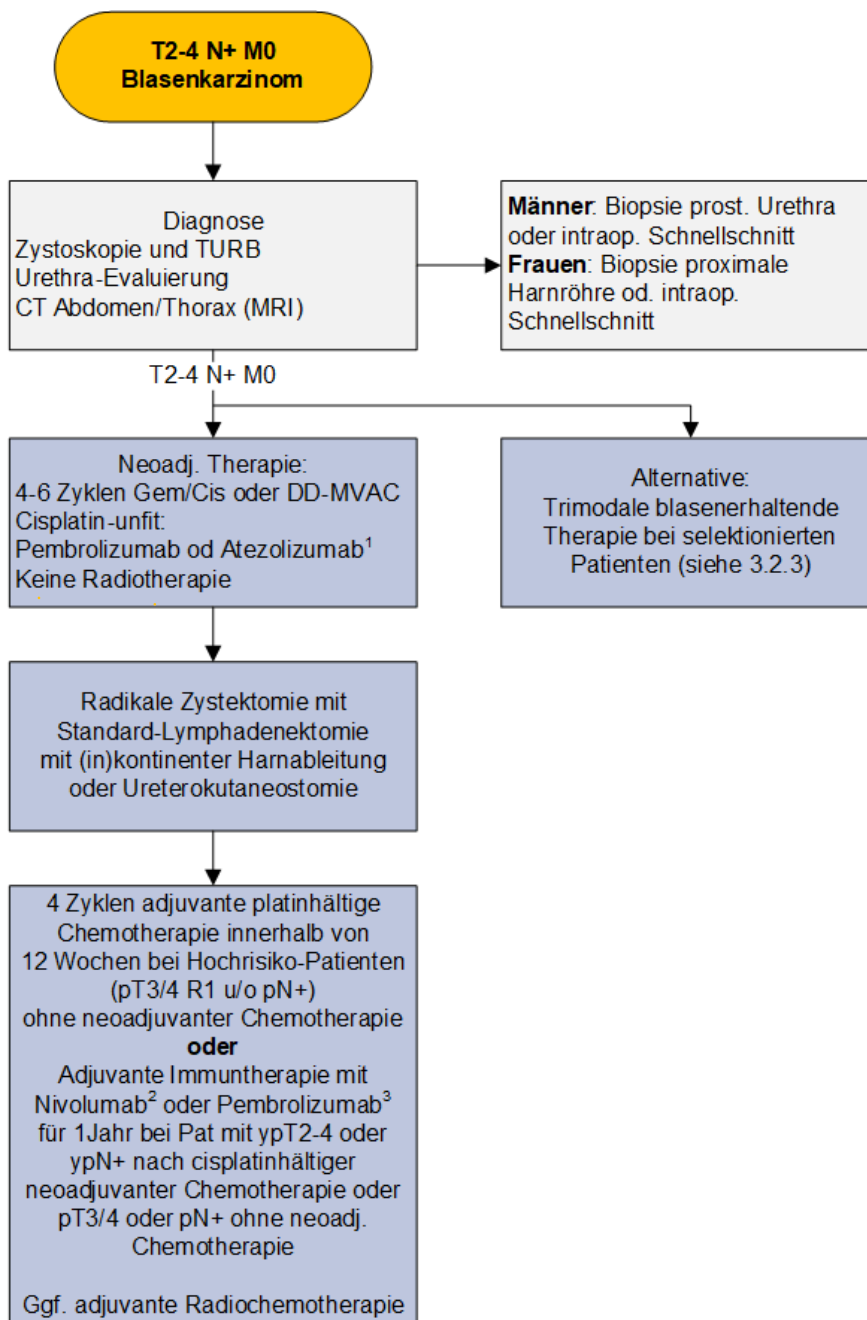 T2-4 N+ M0
Blasenkarzinom
Diagnose
Zystoskopie und TURB
Urethra-Evaluierung
CT Abdomen/Thorax (MRI)
Männer: Biopsie prost. Urethra
oder intraop. Schnellschnitt
Frauen: Biopsie proximale
Harnröhre od. intraop.
Schnellschnitt
T2-4 N+ M0
Neoadj. Therapie:
4-6 Zyklen Gem/Cis oder DD-MVAC
Cisplatin-unfit:
Pembrolizumab od Atezolizumab¹
Keine Radiotherapie
Alternative:
Trimodale blasenerhaltende
Therapie bei selektionierten
Patienten (siehe 3.2.3)
Radikale Zystektomie mit
Standard-Lymphadenektomie
mit (in)kontinenter Harnableitung
oder Ureterokutaneostomie
4 Zyklen adjuvante platinhältige
Chemotherapie innerhalb von
12 Wochen bei Hochrisiko-Patienten
(pT3/4 R1 u/o pN+)
ohne neoadjuvanter Chemotherapie
oder
Adjuvante Immuntherapie mit
Nivolumab² oder Pembrolizumab³
für 1Jahr bei Pat mit ypT2-4 oder
ypN+ nach cisplatinhältiger
neoadjuvanter Chemotherapie oder
pT3/4 oder pN+ ohne neoadj.
Chemotherapie
Ggf. adjuvante Radiochemotherapie